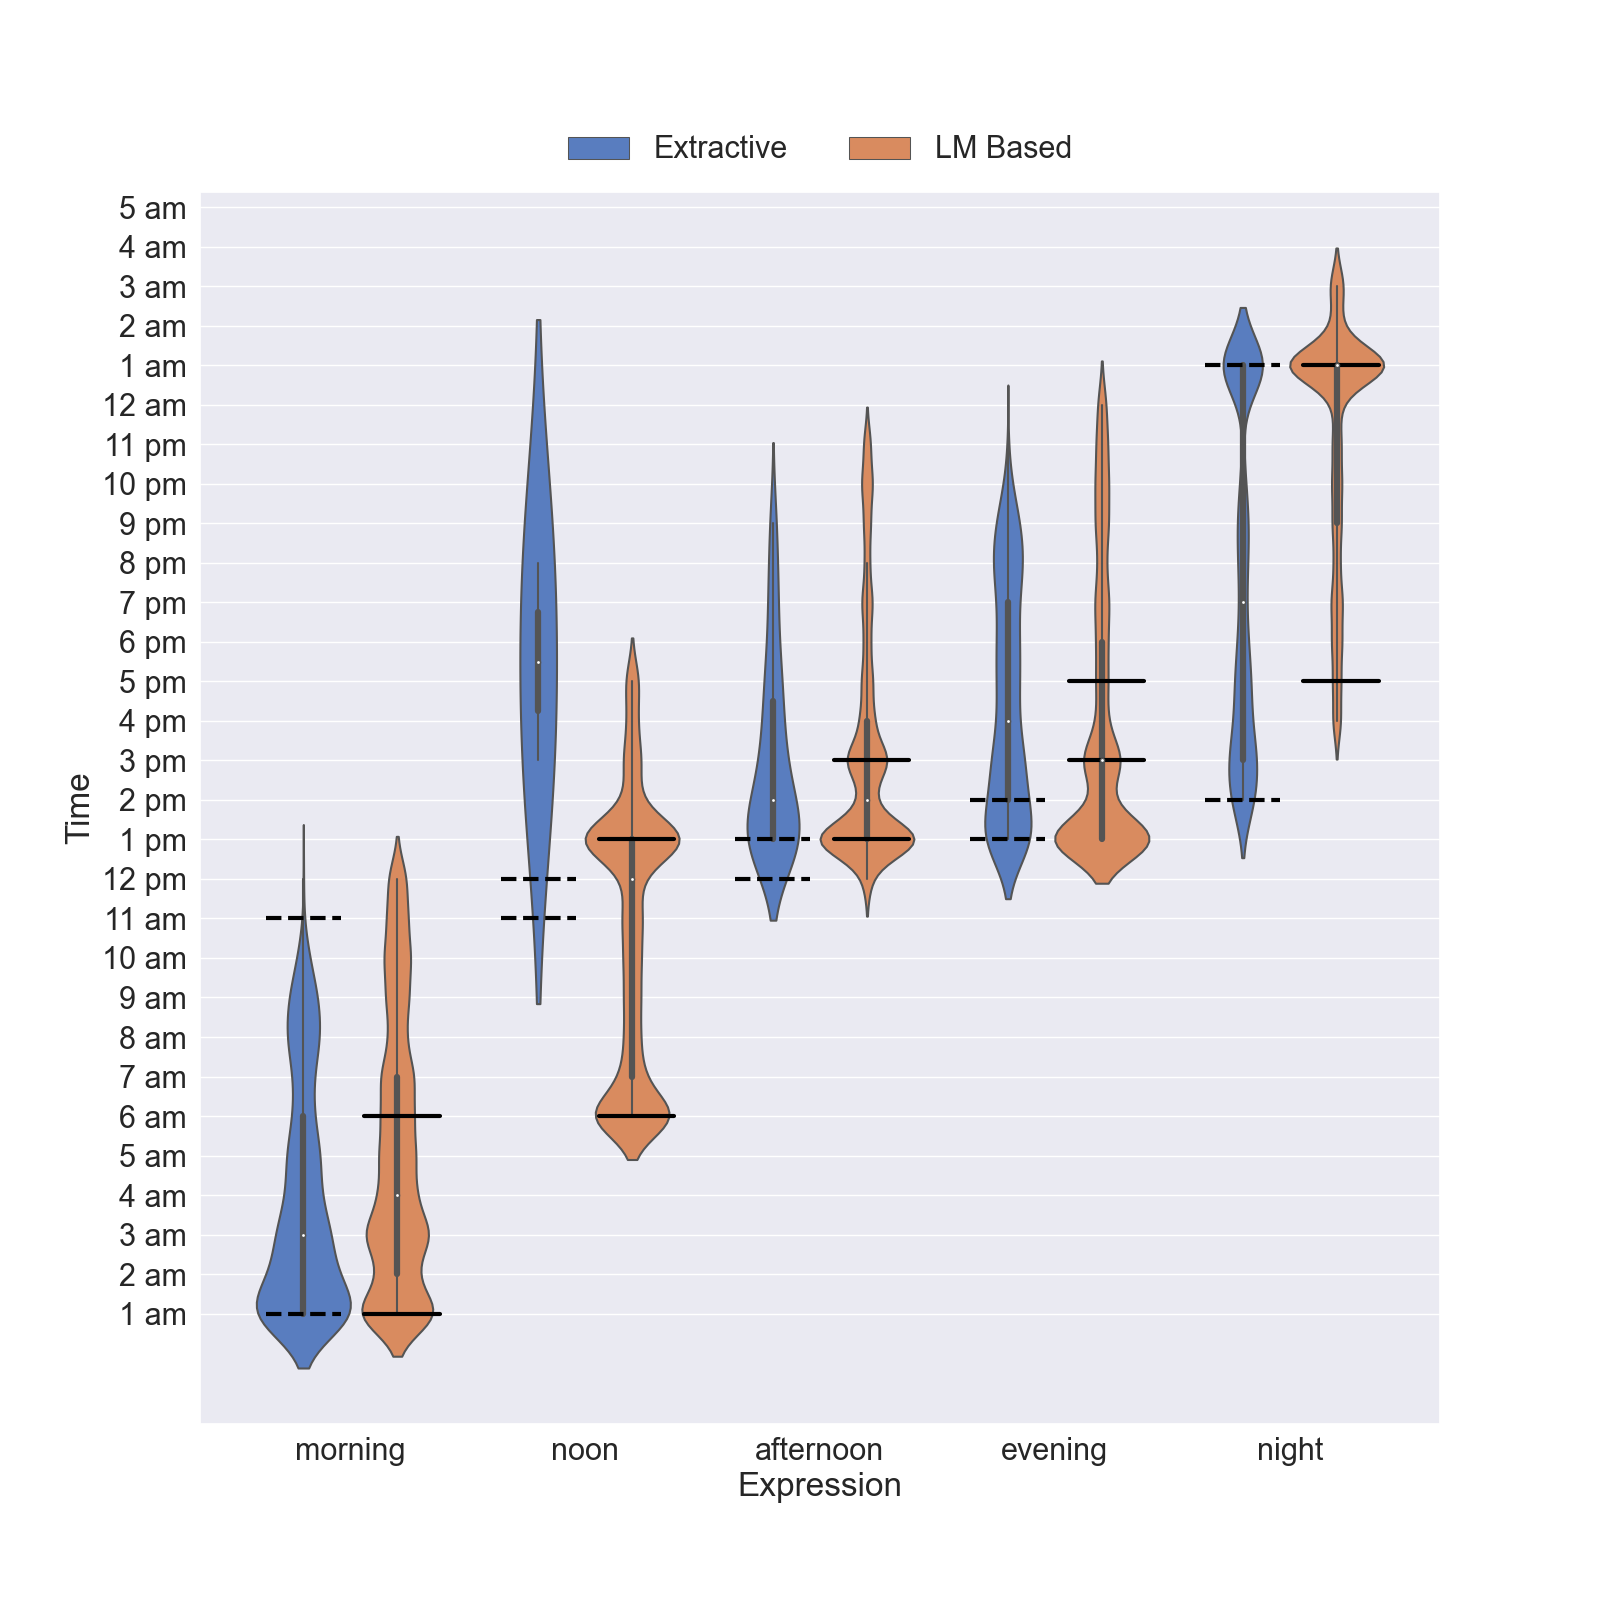 Extractive LM Based
5 am
4 am
3 am
2 am
1 am
12 am
11 pm
10 pm
9 pm
8 pm
7 pm
6 pm
5 pm
4 pm
3 pm
2 pm
1 pm
12 pm
11 am
10 am
9 am
8 am
7 am
6 am
5 am
4 am
3 am
2 am
1 am
Time
morning noon afternoon evening night
Expression